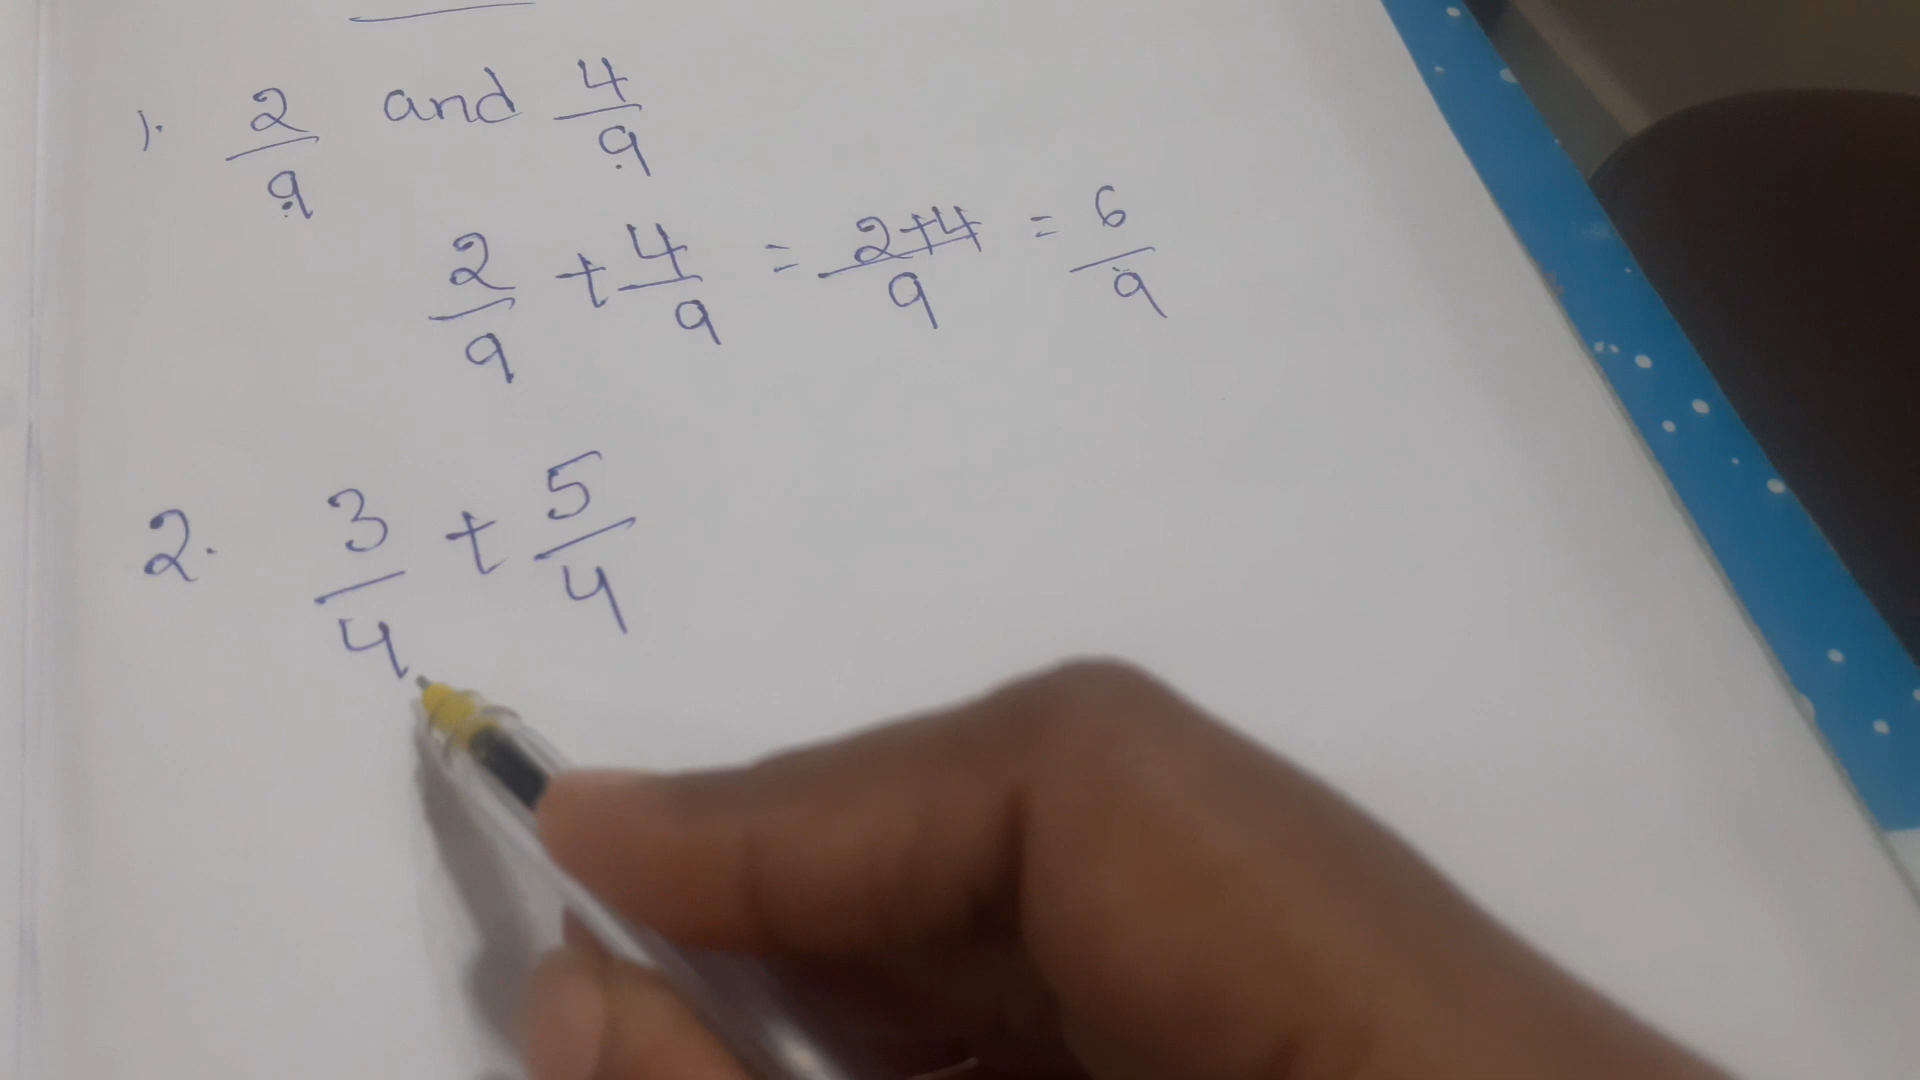 1. 2/9 and 4/9
2/9 + 4/9 = 2+4/9 = 6/9
2. 3/4 + 5/4